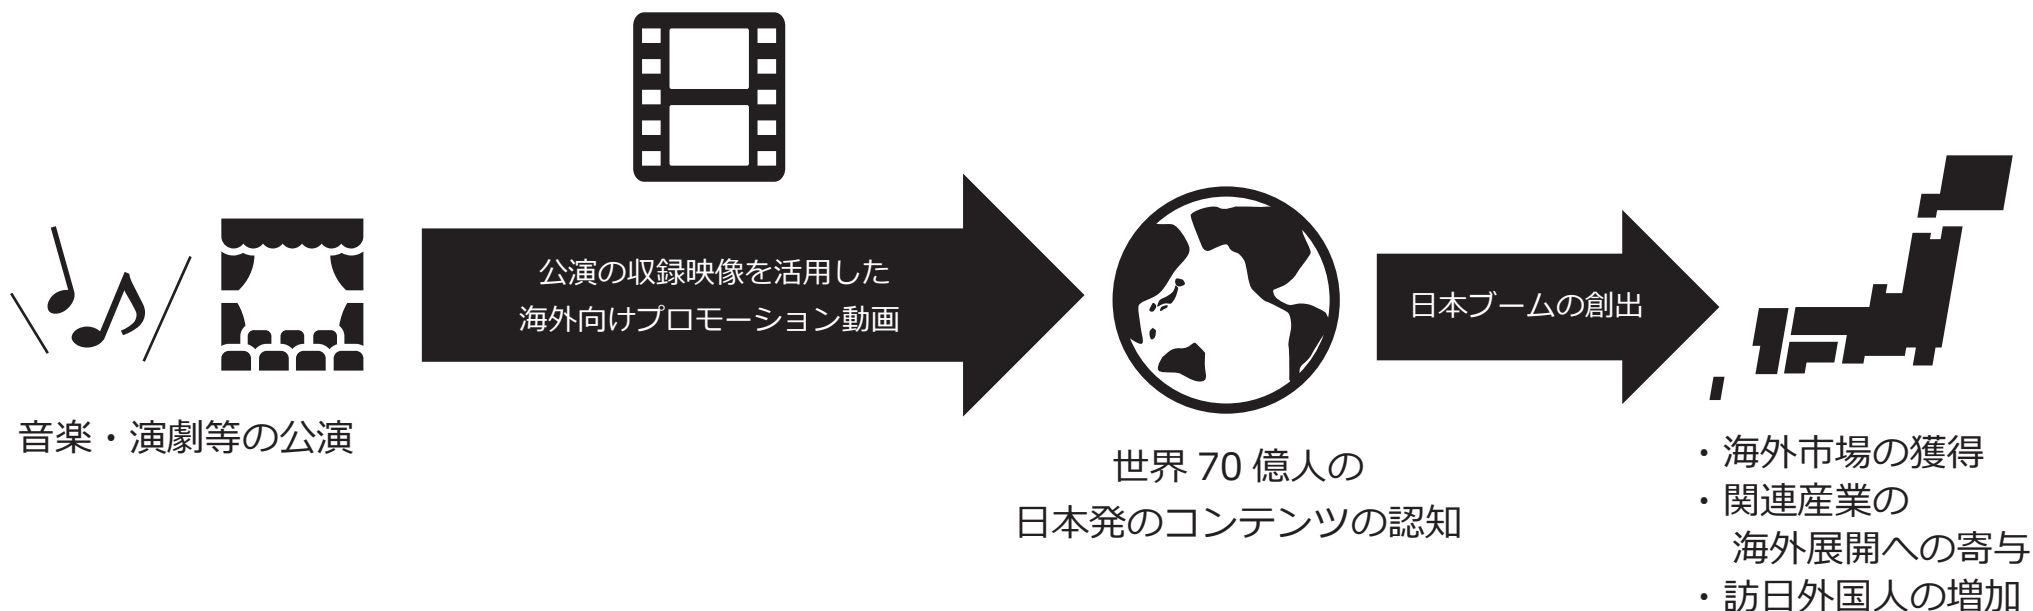 音楽・演劇等の公演
公演の収録映像を活用した
海外向けプロモーション動画
世界 70 億人の
日本発のコンテンツの認知
日本ブームの創出
・海外市場の獲得
・関連産業の
海外展開への寄与
・訪日外国人の増加